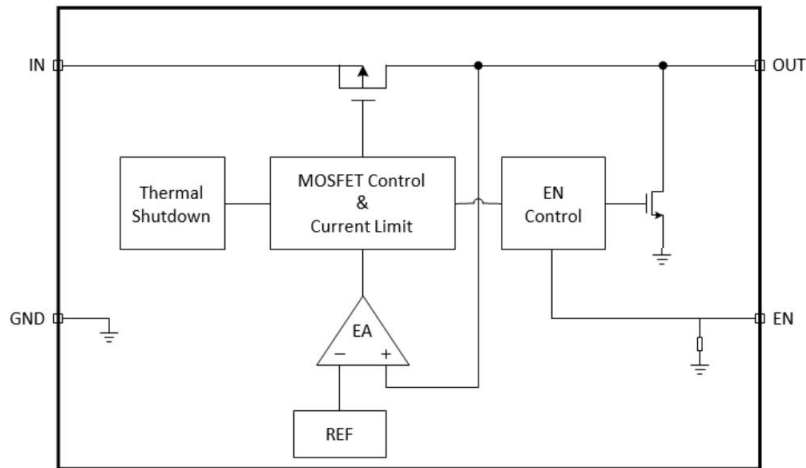 IN
OUT
Thermal
Shutdown
MOSFET Control
&
Current Limit
EN
Control
GND
EN
EA
− +
REF